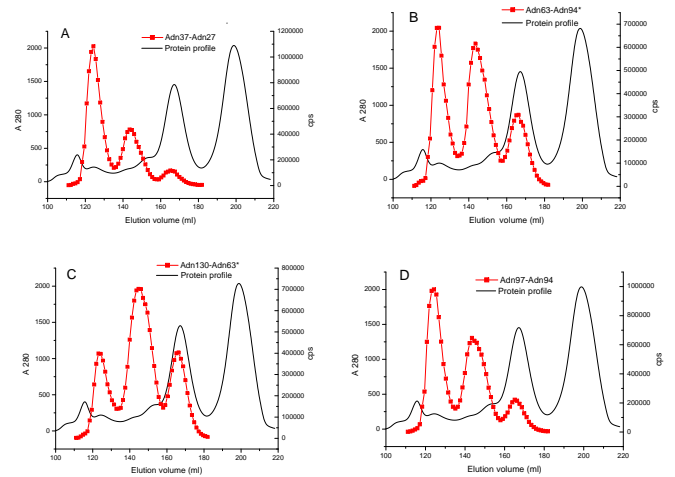 A
Adn37-Adn27
Protein profile
A 280
2000
1500
1000
500
0
100 120 140 160 180 200 220
Elution volume (ml)
1200000
1000000
800000
600000
400000
200000
0
cps
B
Adn63-Adn94*
Protein profile
A 280
2000
1500
1000
500
0
100 120 140 160 180 200 220
Elution volume (ml)
700000
600000
500000
400000
300000
200000
100000
0
cps
C
Adn130-Adn63*
Protein profile
A 280
2000
1500
1000
500
0
100 120 140 160 180 200 220
Elution volume (ml)
800000
700000
600000
500000
400000
300000
200000
100000
0
cps
D
Adn97-Adn94
Protein profile
A 280
2000
1500
1000
500
0
100 120 140 160 180 200 220
Elution volume (ml)
1000000
800000
600000
400000
200000
0
cps